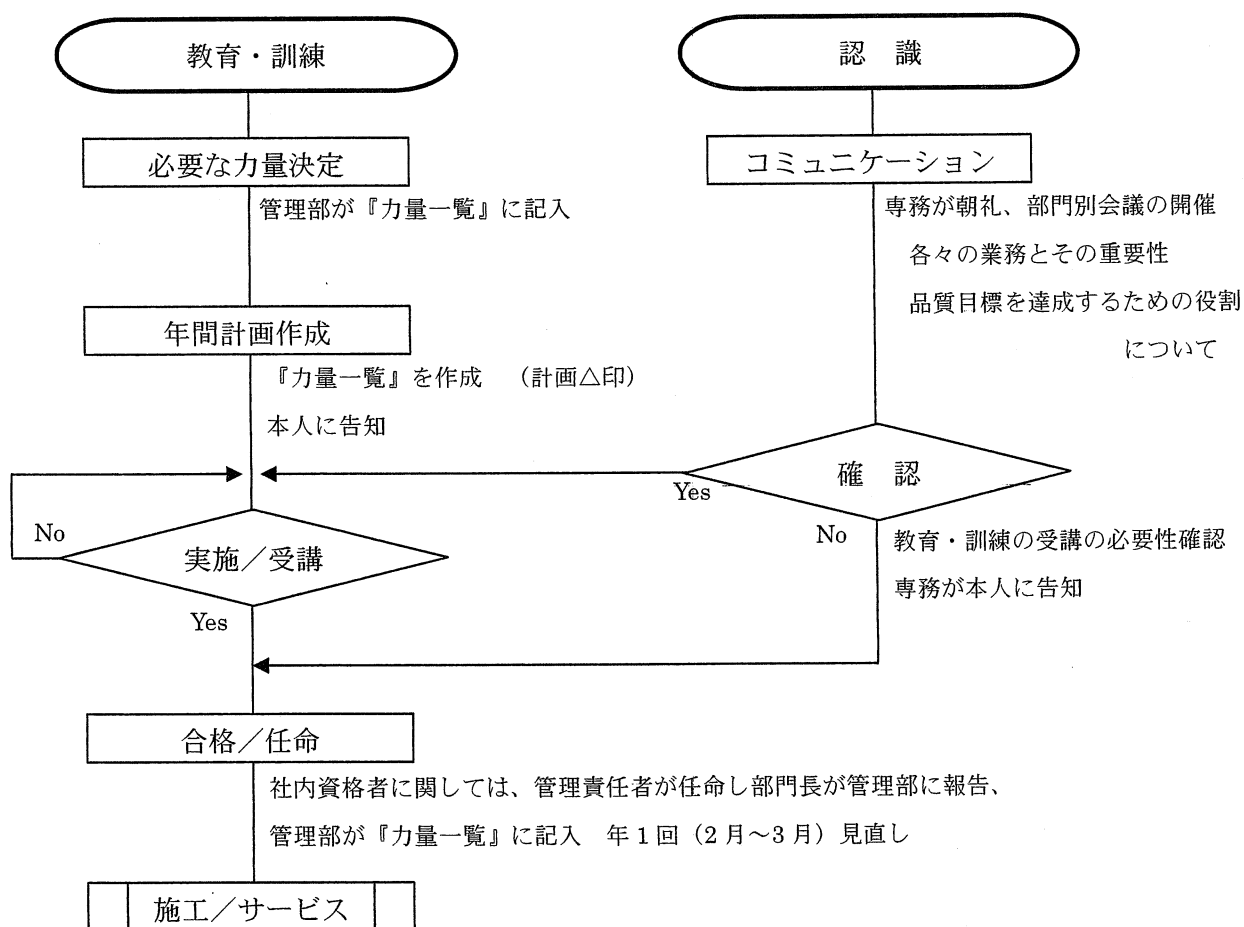 教育・訓練
認 識
必要な力量決定
コミュニケーション
管理部が『力量一覧』に記入
専務が朝礼、部門別会議の開催
各々の業務とその重要性
品質目標を達成するための役割
について
年間計画作成
『力量一覧』を作成 (計画△印)
本人に告知
確 認
Yes
No
教育・訓練の受講の必要性確認
専務が本人に告知
No
実施/受講
Yes
合格/任命
社内資格者に関しては、管理責任者が任命し部門長が管理部に報告、
管理部が『力量一覧』に記入 年1回(2月~3月)見直し
施工/サービス